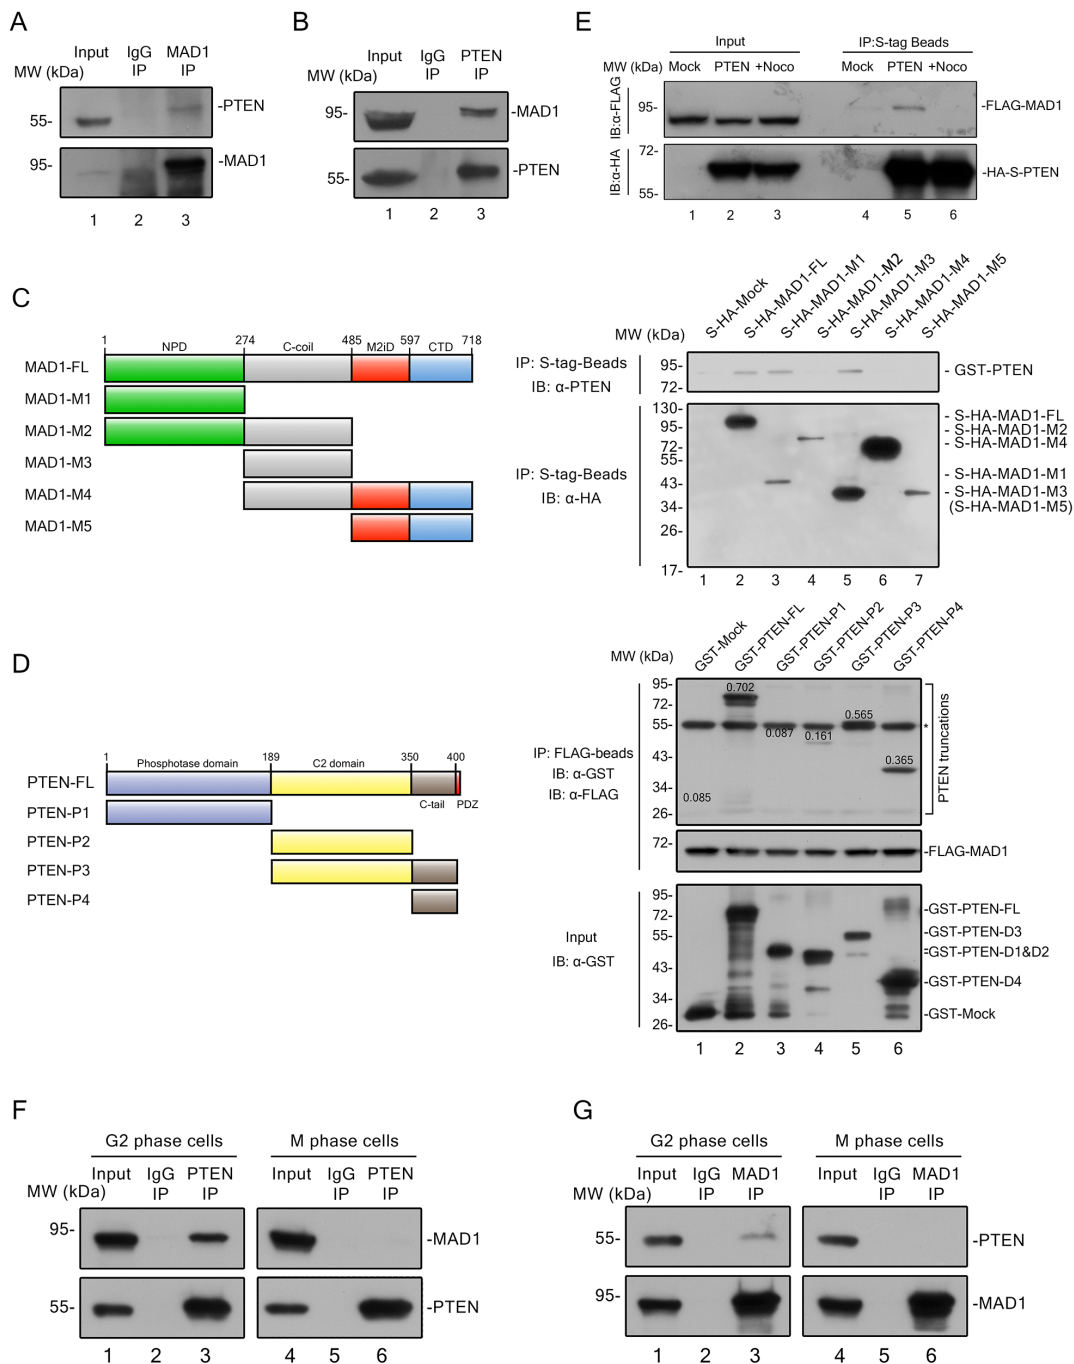 A
Input IgG IP MAD1 IP
MW (kDa)
55- -PTEN
95- -MAD1
1 2 3
B
Input IgG IP PTEN IP
MW (kDa)
95- -MAD1
55- -PTEN
1 2 3
E
Input IP:S-tag Beads
MW (kDa) Mock PTEN +Noco Mock PTEN +Noco
IB:α-FLAG 95- -FLAG-MAD1
IB:α-HA 72- -HA-S-PTEN
55-
1 2 3 4 5 6
C
1 274 485 597 718
NPD C-coil M2iD CTD
MAD1-FL
MAD1-M1
MAD1-M2
MAD1-M3
MAD1-M4
MAD1-M5
MW (kDa) S-HA-Mock S-HA-MAD1-FL S-HA-MAD1-M1 S-HA-MAD1-M2 S-HA-MAD1-M3 S-HA-MAD1-M4 S-HA-MAD1-M5
IP: S-tag-Beads
IB: α-PTEN
95- - GST-PTEN
72-
IP: S-tag-Beads
IB: α-HA
130- - S-HA-MAD1-FL
95- - S-HA-MAD1-M2
72- - S-HA-MAD1-M4
55-
43- - S-HA-MAD1-M1
- S-HA-MAD1-M3
34- (S-HA-MAD1-M5)
26-
17-
1 2 3 4 5 6 7
D
1 189 350 400
Phosphotase domain C2 domain
PTEN-FL
C-tail PDZ
PTEN-P1
PTEN-P2
PTEN-P3
PTEN-P4
MW (kDa) GST-Mock GST-PTEN-FL GST-PTEN-P1 GST-PTEN-P2 GST-PTEN-P3 GST-PTEN-P4
IP: FLAG-beads
IB: α-GST
IB: α-FLAG
95-
72-
55- *
43-
34-
26-
0.085 0.702 0.087 0.161 0.565 0.365
PTEN truncations
72- -FLAG-MAD1
Input
IB: α-GST
95- -GST-PTEN-FL
72-
55- -GST-PTEN-D3
=GST-PTEN-D1&D2
43- -GST-PTEN-D4
34- -GST-Mock
26-
1 2 3 4 5 6
F
G2 phase cells M phase cells
Input IgG IP PTEN IP Input IgG IP PTEN IP
MW (kDa)
95- -MAD1
55- -PTEN
1 2 3 4 5 6
G
G2 phase cells M phase cells
Input IgG IP MAD1 IP Input IgG IP MAD1 IP
MW (kDa)
55- -PTEN
95- -MAD1
1 2 3 4 5 6